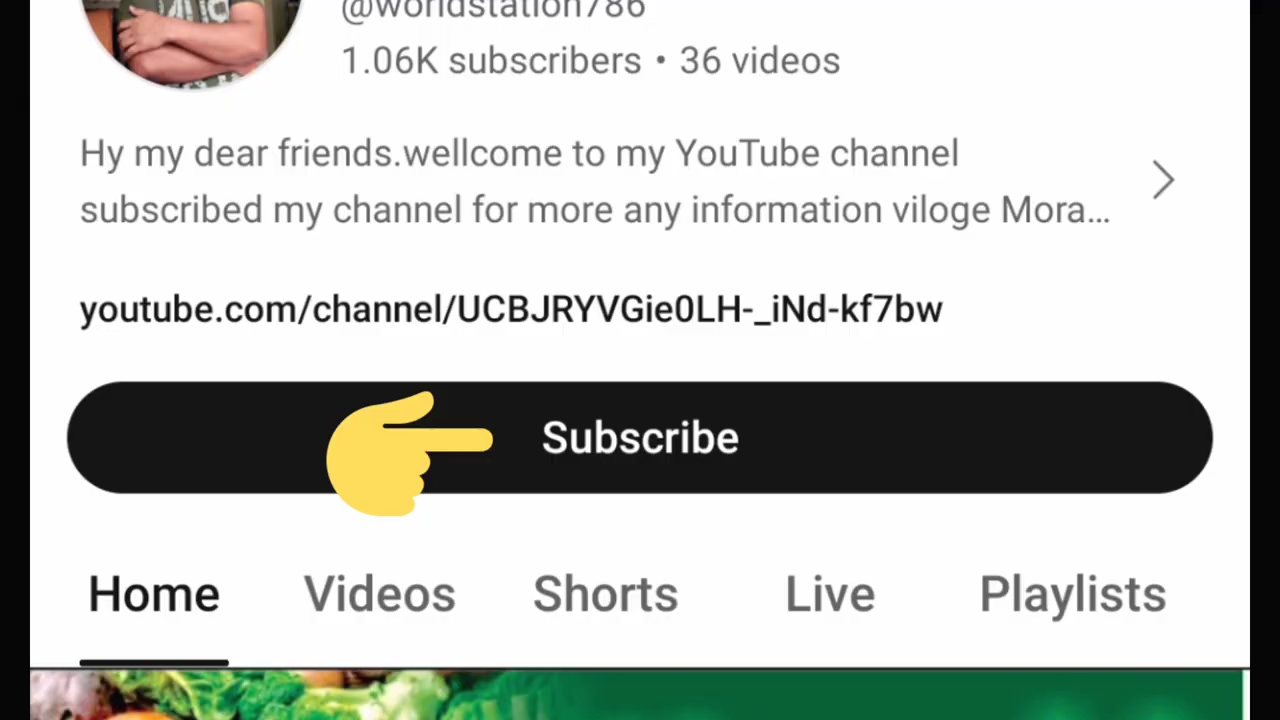 @worldstation786
1.06K subscribers • 36 videos
Hy my dear friends.wellcome to my YouTube channel
subscribed my channel for more any information viloge Mora...
youtube.com/channel/UCBJRYVGie0LH-_iNd-kf7bw
Subscribe
Home Videos Shorts Live Playlists